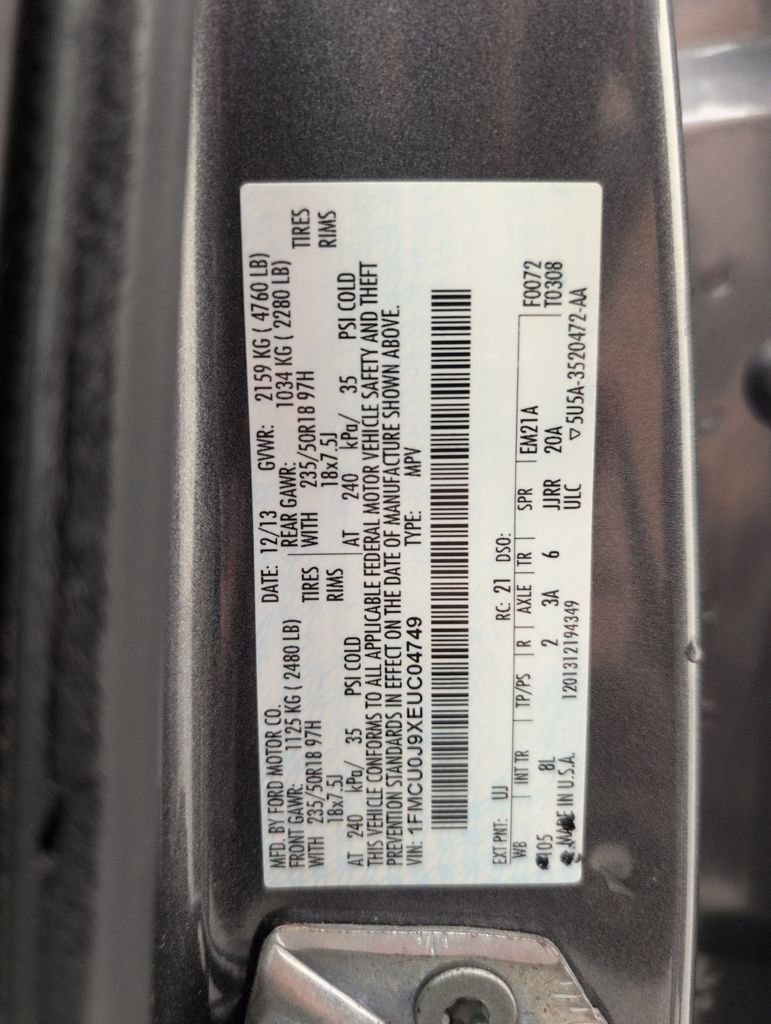 MFD. BY FORD MOTOR CO. DATE: 12/13 GVWR: 2159 KG ( 4760 LB)
FRONT GAWR: 1125 KG ( 2480 LB) REAR GAWR: 1034 KG ( 2280 LB)
WITH 235/50R18 97H TIRES WITH 235/50R18 97H TIRES
18x7.5J RIMS 18x7.5J RIMS
AT 240 kPa/ 35 PSI COLD AT 240 kPa/ 35 PSI COLD
THIS VEHICLE CONFORMS TO ALL APPLICABLE FEDERAL MOTOR VEHICLE SAFETY AND THEFT
PREVENTION STANDARDS IN EFFECT ON THE DATE OF MANUFACTURE SHOWN ABOVE.
VIN: 1FMCU0J9XEUC04749 TYPE: MPV
EXT PNT: UJ RC: 21 DSO: F0072
WB INT TR TP/PS R AXLE TR SPR EM21A T0308
105 8L 2 3A 6 JJRR 20A
MADE IN U.S.A. 1201312194349 ULC ▽5U5A-3520472-AA